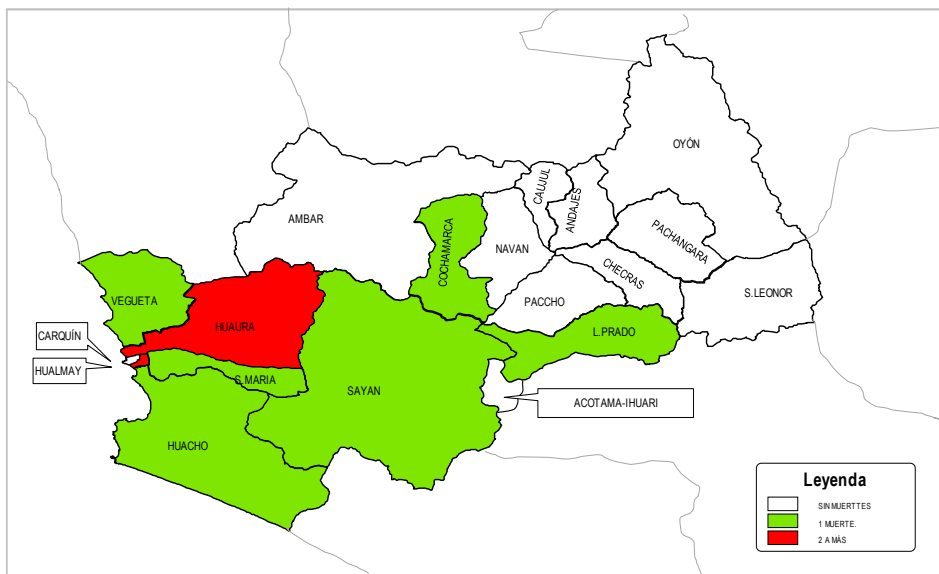 OYÓN
CAUJUL
ANDAJES
AMBAR
COCHAMARCA
NAVAN
PACHANGARA
CHECRAS
S.LEONOR
VEGUETA
PACCHO
HUAURA
L.PRADO
CARQUÍN
HUALMAY
S.MARIA
SAYAN
ACOTAMA-IHUARI
HUACHO
Leyenda
SIN MUERTTES
1 MUERTE.
2 A MÁS